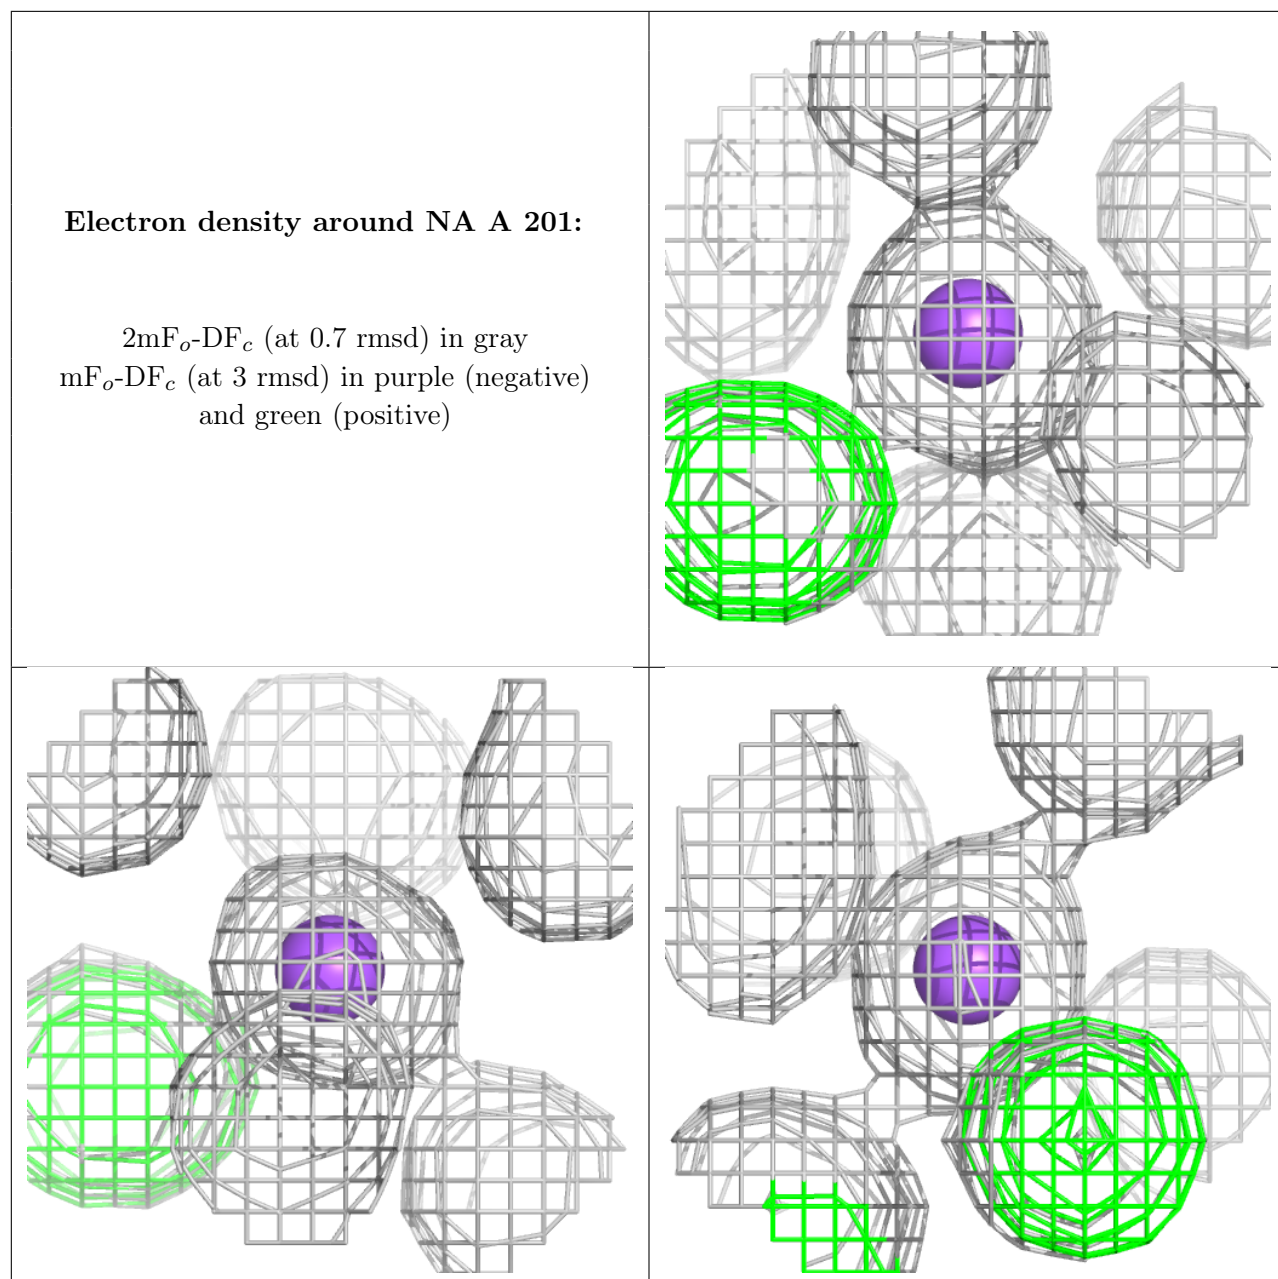 Electron density around NA A 201:
2mFo-DFc (at 0.7 rmsd) in gray
mFo-DFc (at 3 rmsd) in purple (negative)
and green (positive)